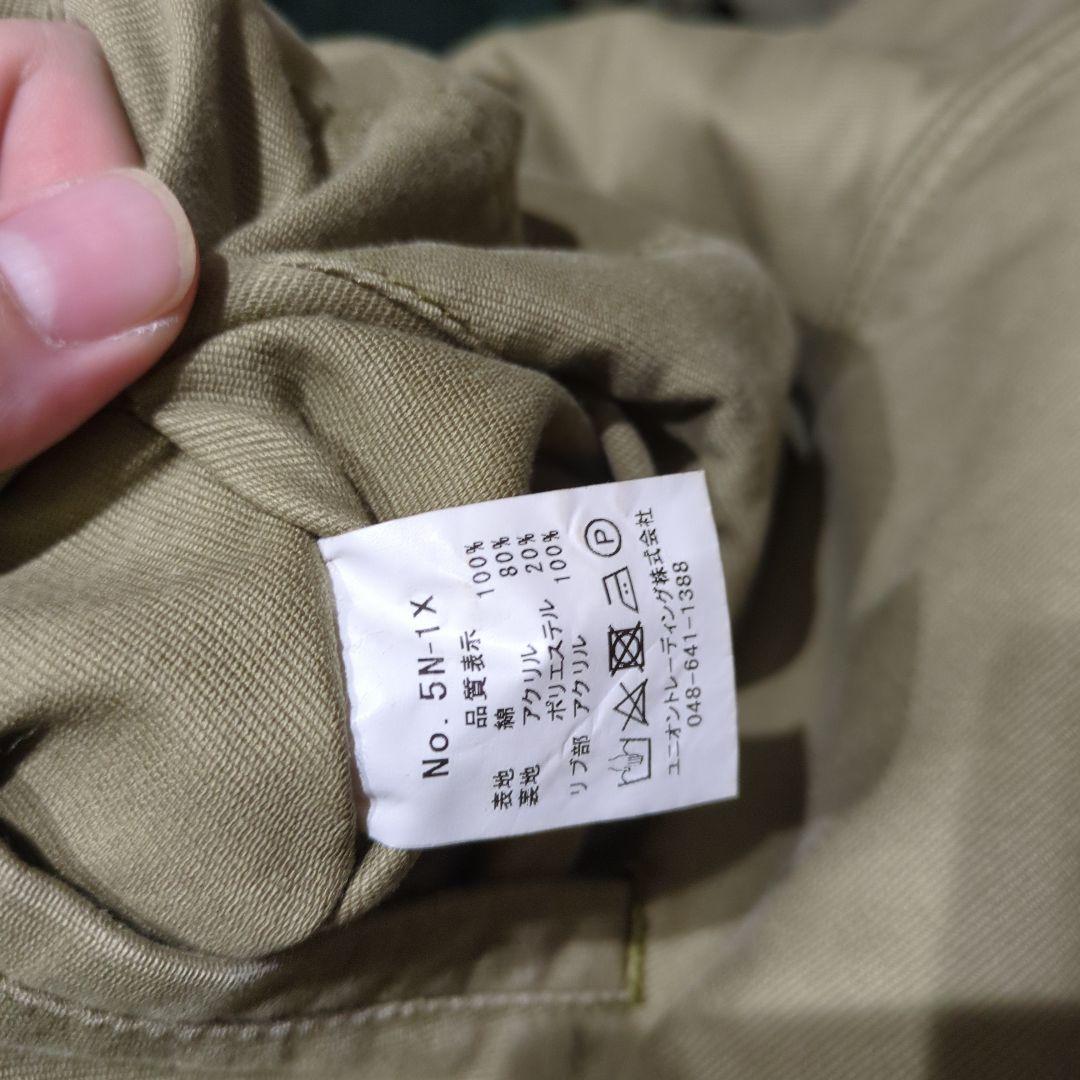 No. 5N-1X
品質表示
表地 綿 100%
裏地 アクリル 80%
ポリエステル 20%
リブ部 アクリル 100%
P
ユニオントレーディング株式会社
048-641-1388